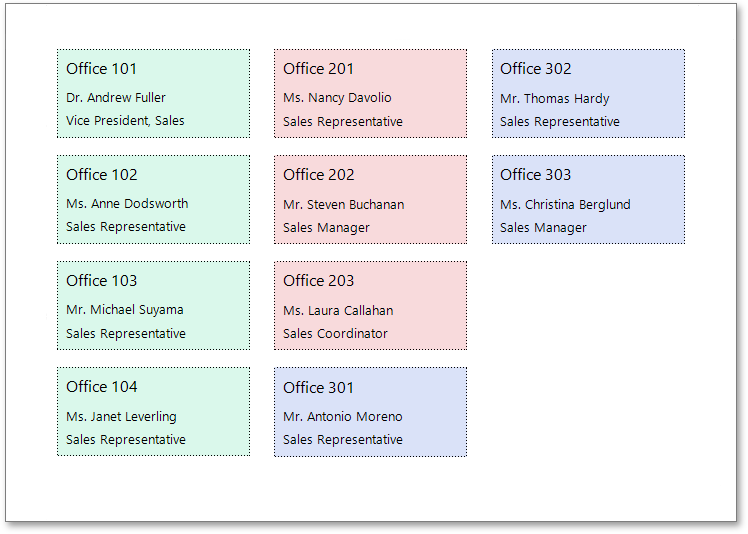 Office 101
Dr. Andrew Fuller
Vice President, Sales
Office 102
Ms. Anne Dodsworth
Sales Representative
Office 103
Mr. Michael Suyama
Sales Representative
Office 104
Ms. Janet Leverling
Sales Representative
Office 201
Ms. Nancy Davolio
Sales Representative
Office 202
Mr. Steven Buchanan
Sales Manager
Office 203
Ms. Laura Callahan
Sales Coordinator
Office 301
Mr. Antonio Moreno
Sales Representative
Office 302
Mr. Thomas Hardy
Sales Representative
Office 303
Ms. Christina Berglund
Sales Manager